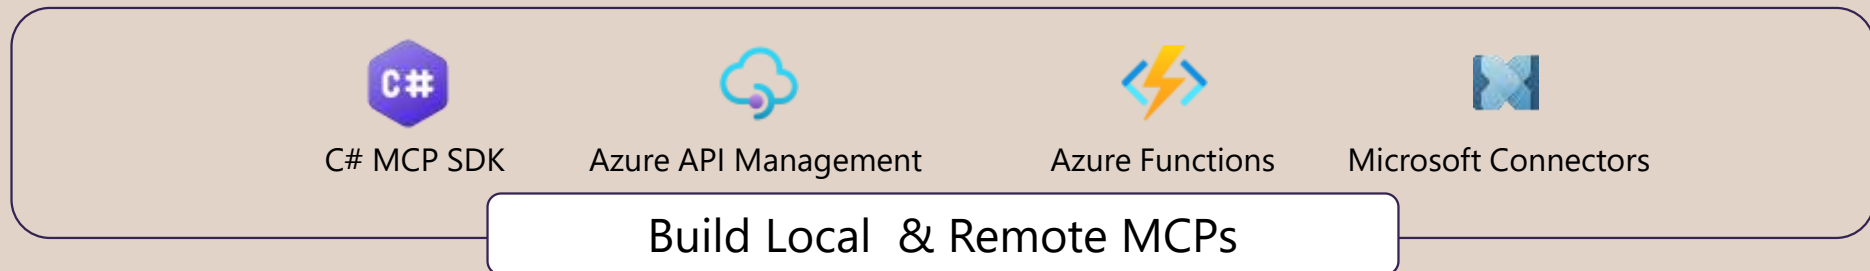 C#
C# MCP SDK
Azure API Management
Azure Functions
Microsoft Connectors
Build Local & Remote MCPs